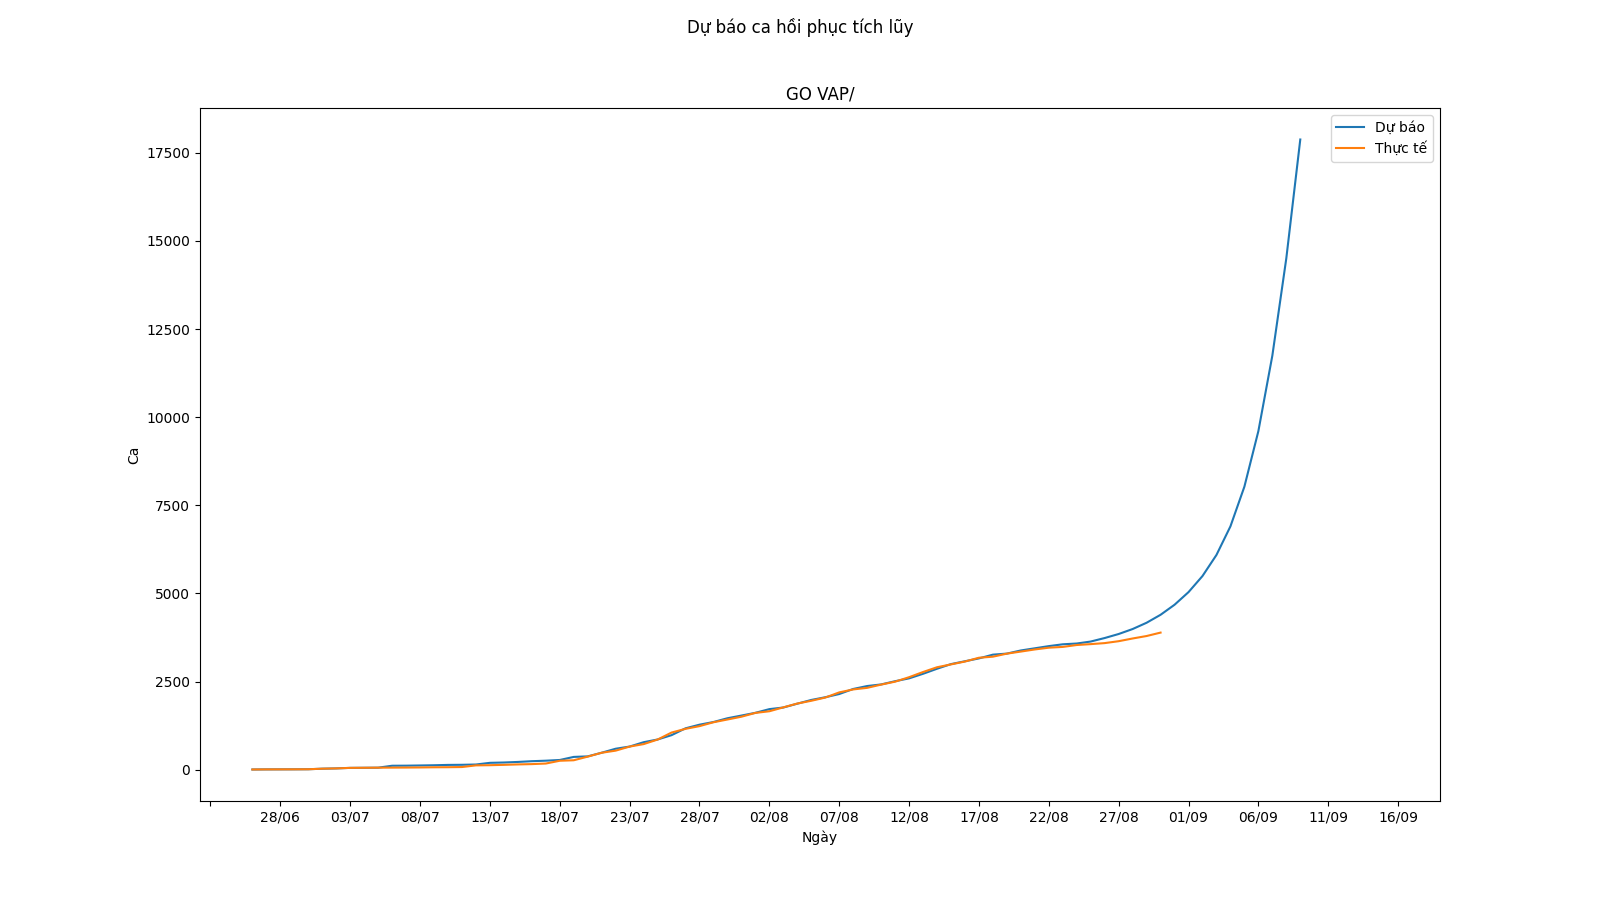 Dự báo ca hồi phục tích lũy
GO VAP/
Dự báo
Thực tế
17500
15000
12500
10000
7500
5000
2500
0
Ca
28/06 03/07 08/07 13/07 18/07 23/07 28/07 02/08 07/08 12/08 17/08 22/08 27/08 01/09 06/09 11/09 16/09
Ngày